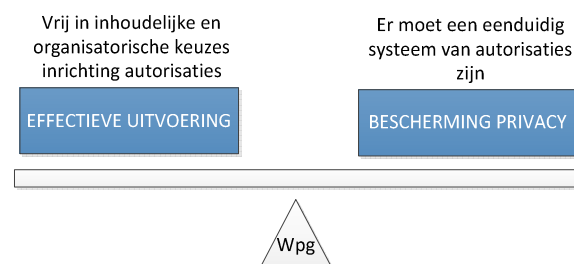 Vrij in inhoudelijke en
organisatorische keuzes
inrichting autorisaties
EFFECTIEVE UITVOERING
Er moet een eenduidig
systeem van autorisaties
zijn
BESCHERMING PRIVACY
Wpg